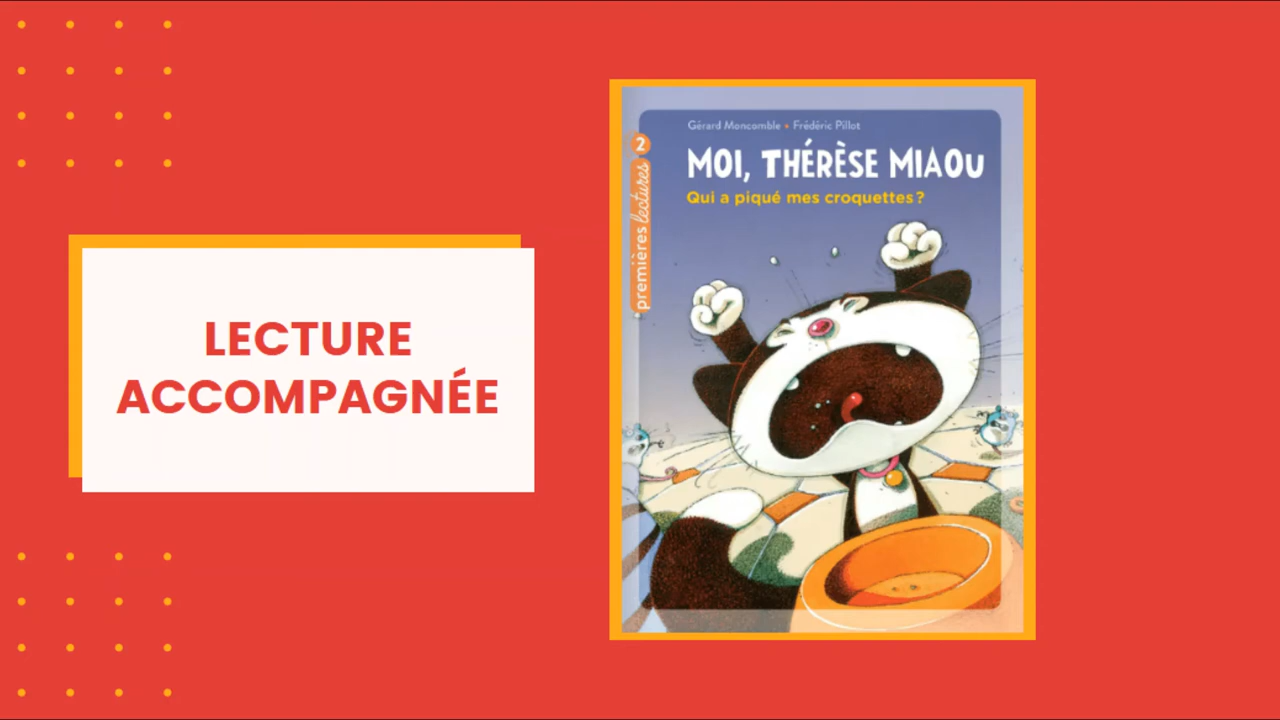 LECTURE
ACCOMPAGNÉE
Gérard Moncomble • Frédéric Pillot
MOI, THÉRÈSE MIAOU
Qui a piqué mes croquettes ?
2
premières lectures